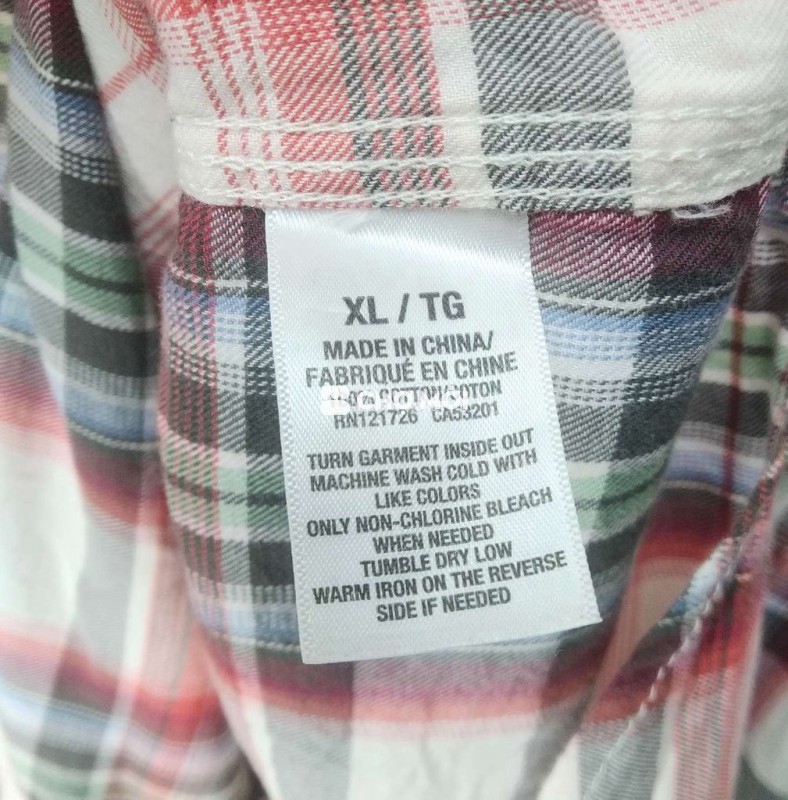 XL / TG
MADE IN CHINA/
FABRIQUÉ EN CHINE
COTON
RN121726 CA53201
TURN GARMENT INSIDE OUT
MACHINE WASH COLD WITH
LIKE COLORS
ONLY NON-CHLORINE BLEACH
WHEN NEEDED
TUMBLE DRY LOW
WARM IRON ON THE REVERSE
SIDE IF NEEDED